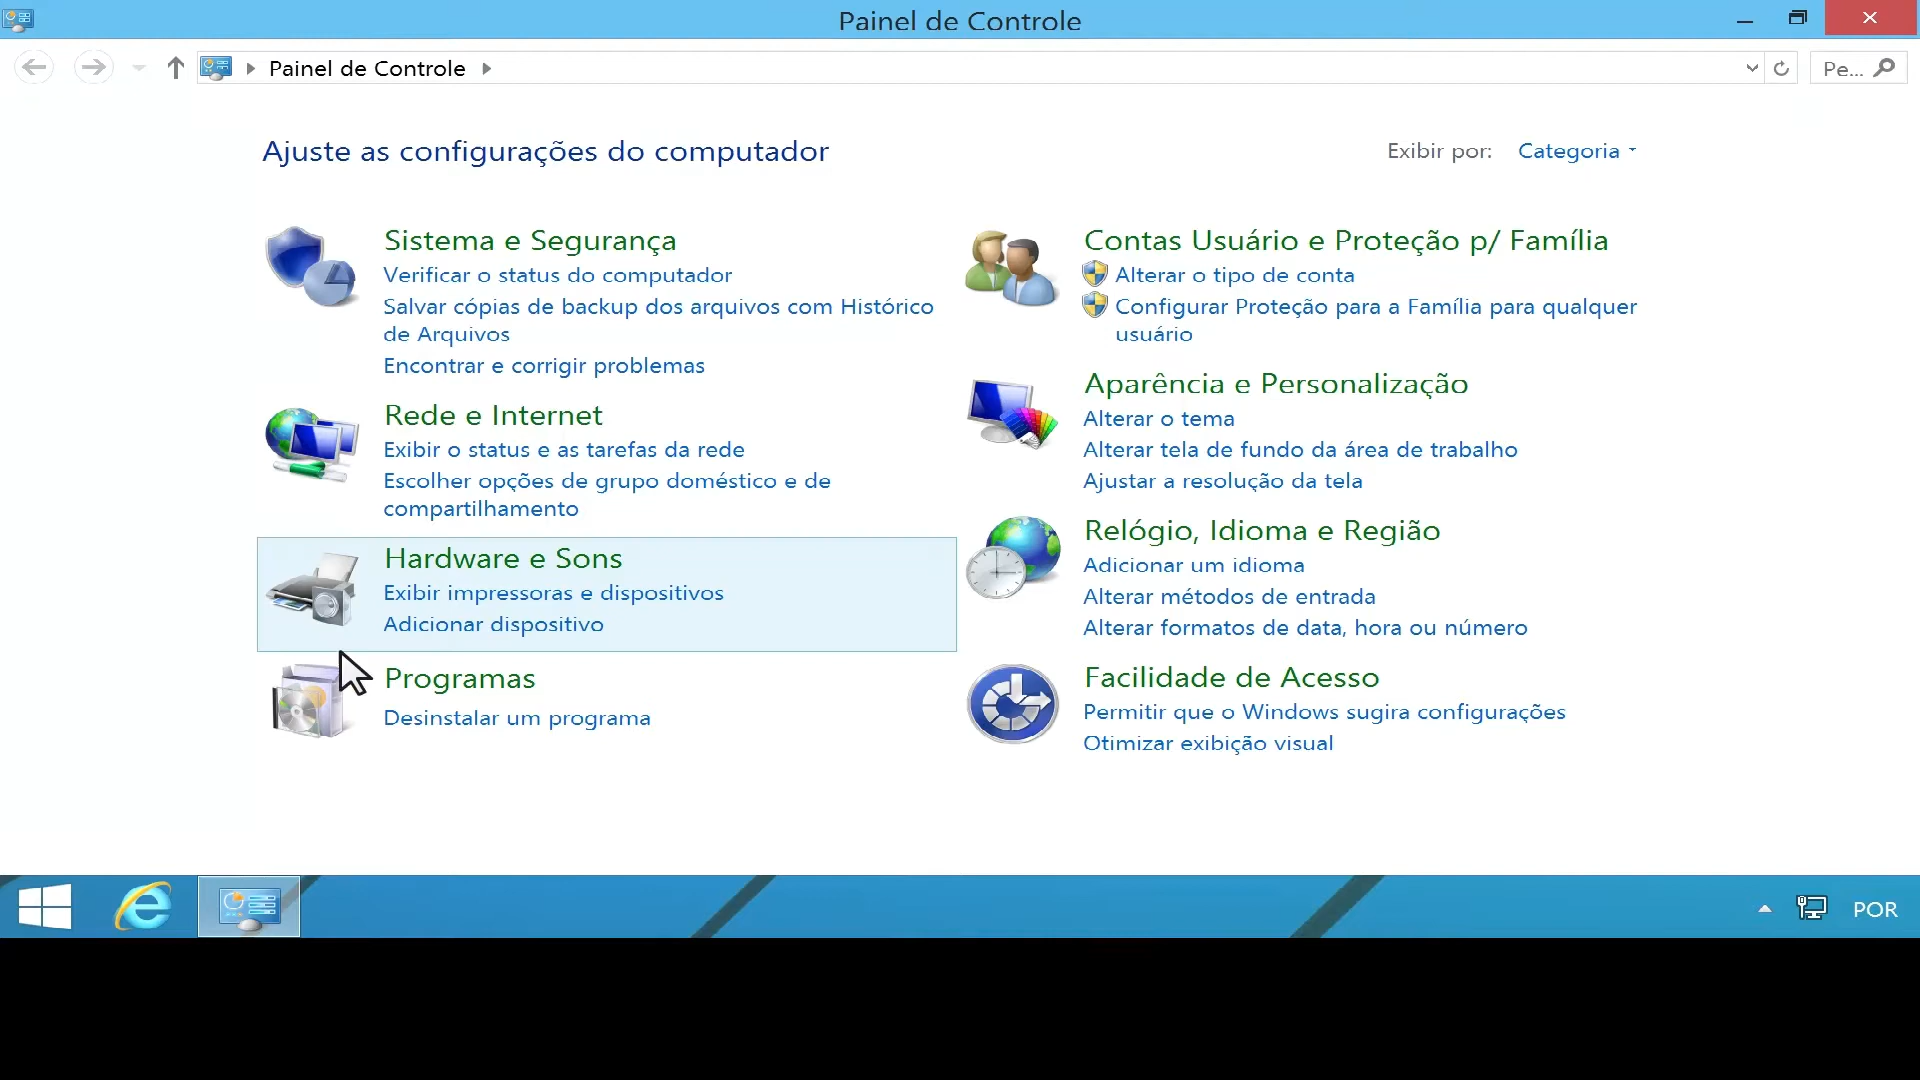 Painel de Controle
Painel de Controle
Pe...
Ajuste as configurações do computador
Exibir por: Categoria
Sistema e Segurança
Verificar o status do computador
Salvar cópias de backup dos arquivos com Histórico
de Arquivos
Encontrar e corrigir problemas
Rede e Internet
Exibir o status e as tarefas da rede
Escolher opções de grupo doméstico e de
compartilhamento
Hardware e Sons
Exibir impressoras e dispositivos
Adicionar dispositivo
Programas
Desinstalar um programa
Contas Usuário e Proteção p/ Família
Alterar o tipo de conta
Configurar Proteção para a Família para qualquer
usuário
Aparência e Personalização
Alterar o tema
Alterar tela de fundo da área de trabalho
Ajustar a resolução da tela
Relógio, Idioma e Região
Adicionar um idioma
Alterar métodos de entrada
Alterar formatos de data, hora ou número
Facilidade de Acesso
Permitir que o Windows sugira configurações
Otimizar exibição visual
POR